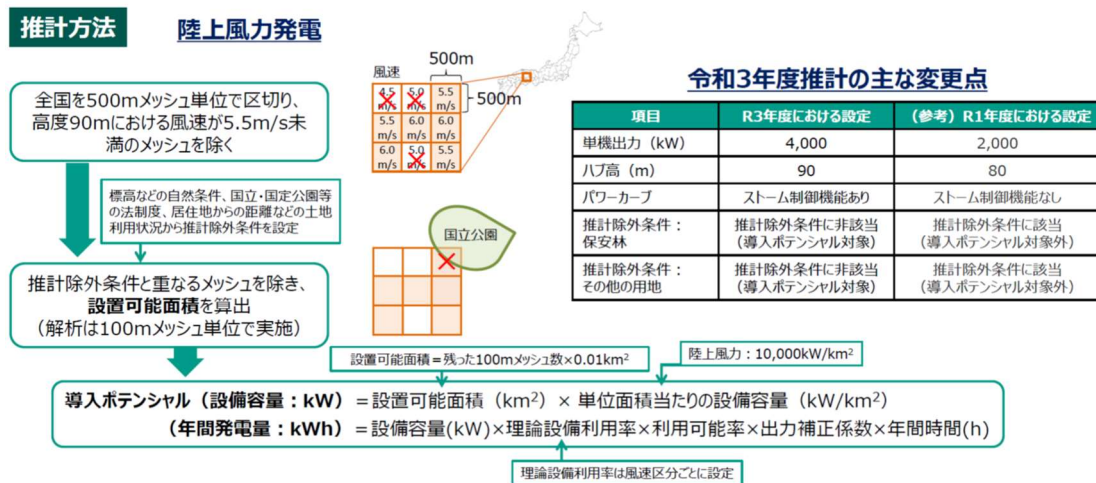 推計方法
陸上風力発電
全国を500mメッシュ単位で区切り、
高度90mにおける風速が5.5m/s未
満のメッシュを除く
標高などの自然条件、国立・国定公園等
の法制度、居住地からの距離などの土地
利用状況から推計除外条件を設定
推計除外条件と重なるメッシュを除き、
設置可能面積を算出
(解析は100mメッシュ単位で実施)
風速
500m
500m
4.5 m/s 5.0 m/s 5.5 m/s
5.5 m/s 6.0 m/s 6.0 m/s
6.0 m/s 5.0 m/s 5.5 m/s
国立公園
令和3年度推計の主な変更点
項目 R3年度における設定 (参考)R1年度における設定
単機出力(kW) 4,000 2,000
ハブ高(m) 90 80
パワーカーブ ストーム制御機能あり ストーム制御機能なし
推計除外条件: 推計除外条件に非該当 推計除外条件に該当
保安林 (導入ポテンシャル対象) (導入ポテンシャル対象外)
推計除外条件: 推計除外条件に非該当 推計除外条件に該当
その他の用地 (導入ポテンシャル対象) (導入ポテンシャル対象外)
設置可能面積=残った100mメッシュ数×0.01km²
陸上風力:10,000kW/km²
導入ポテンシャル(設備容量:kW)=設置可能面積(km²)× 単位面積当たりの設備容量(kW/km²)
(年間発電量:kWh)=設備容量(kW)×理論設備利用率×利用可能率×出力補正係数×年間時間(h)
理論設備利用率は風速区分ごとに設定